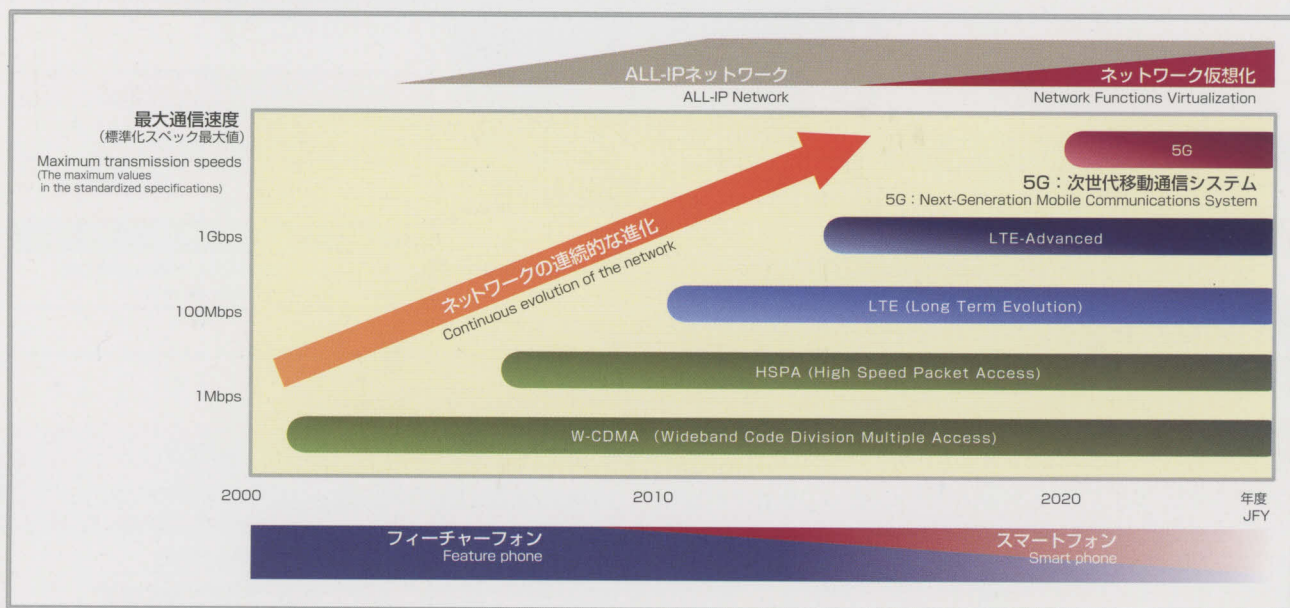 ALL-IPネットワーク
ALL-IP Network
ネットワーク仮想化
Network Functions Virtualization
最大通信速度
(標準化スペック最大値)
Maximum transmission speeds
(The maximum values
in the standardized specifications)
5G
5G：次世代移動通信システム
5G：Next-Generation Mobile Communications System
1Gbps
LTE-Advanced
ネットワークの連続的な進化
Continuous evolution of the network
100Mbps
LTE (Long Term Evolution)
HSPA (High Speed Packet Access)
1Mbps
W-CDMA （Wideband Code Division Multiple Access）
2000
2010
2020
年度
JFY
フィーチャーフォン
Feature phone
スマートフォン
Smart phone